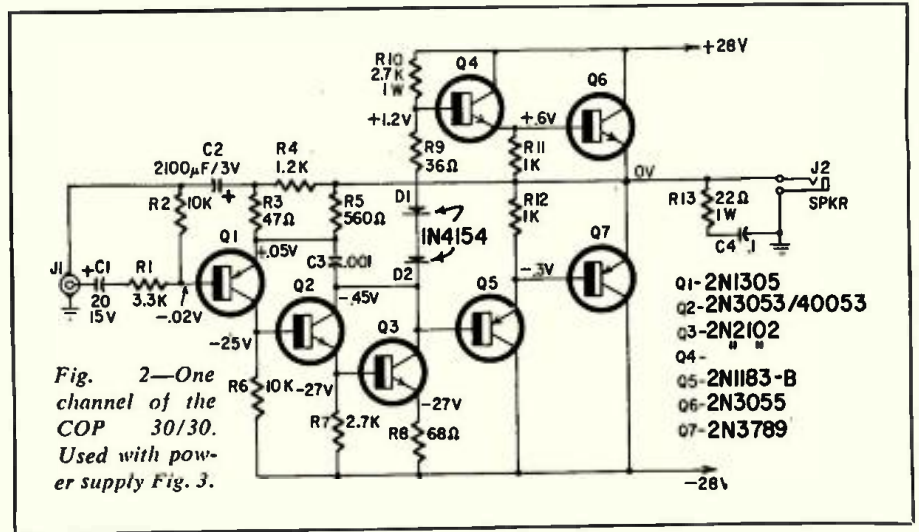 +28V
R10
2.7K
1W
Q4
Q6
+1.2V
+.6V
C2
2100µF/3V
+
R4
1.2K
R9
36Ω
R11
1K
0V
J2
SPKR
R2
10K
R3
47Ω
R5
560Ω
D1
1N4154
D2
R12
1K
R13
22Ω
1W
C4
.1
Q1
+.05V
C3
.001
Q7
J1
+C1
20
15V
R1
3.3K
-.02V
Q2
-.45V
Q5
-.3V
Q3
-25V
R6
10K
-27V
R7
2.7K
-27V
R8
68Ω
-28V
Q1-2N1305
Q2-2N3053/40053
Q3-2N2102
Q4- " "
Q5-2N1183-B
Q6-2N3055
Q7-2N3789
Fig. 2—One
channel of the
COP 30/30.
Used with pow-
er supply Fig. 3.